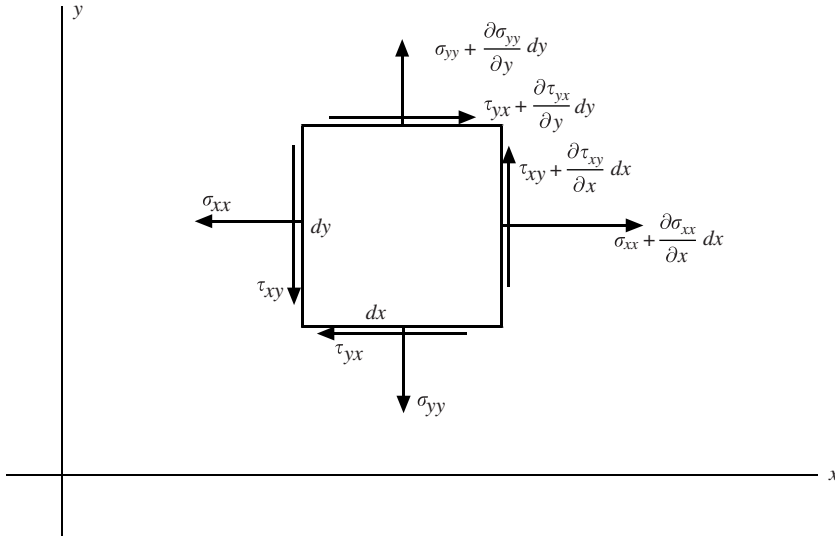 y
σyy + ∂σyy/∂y dy
τyx + ∂τyx/∂y dy
τxy + ∂τxy/∂x dx
σxx
dy
σxx + ∂σxx/∂x dx
τxy
dx
τyx
σyy
x